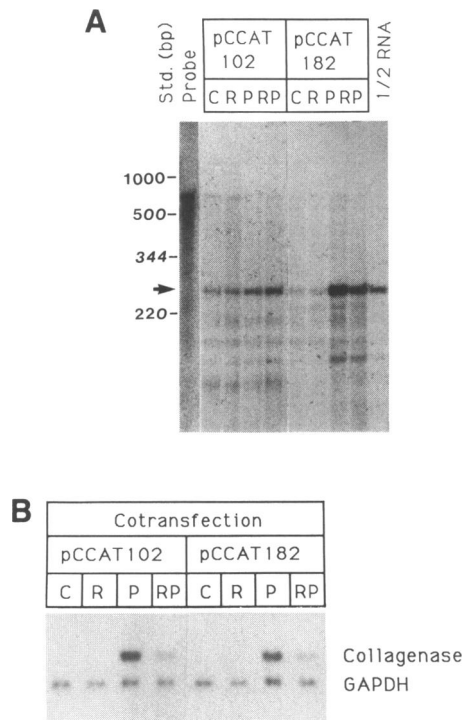 A
Std. (bp)
Probe
pCCAT 102
pCCAT 182
1/2 RNA
C R P RP C R P RP
1000-
500-
344-
220-
B
Cotransfection
pCCAT102 pCCAT182
C R P RP C R P RP
Collagenase
GAPDH